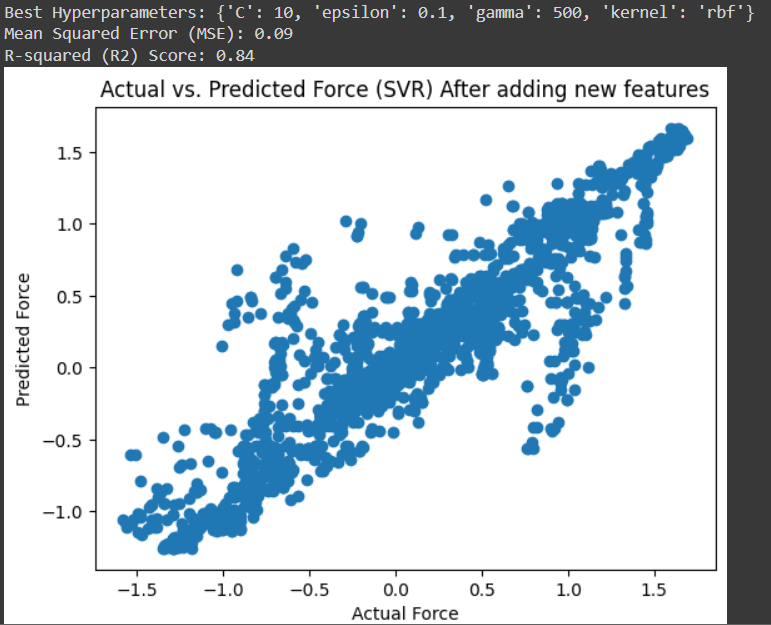 Best Hyperparameters: {'C': 10, 'epsilon': 0.1, 'gamma': 500, 'kernel': 'rbf'}
Mean Squared Error (MSE): 0.09
R-squared (R2) Score: 0.84
Actual vs. Predicted Force (SVR) After adding new features
Predicted Force
1.5
1.0
0.5
0.0
−0.5
−1.0
−1.5 −1.0 −0.5 0.0 0.5 1.0 1.5
Actual Force